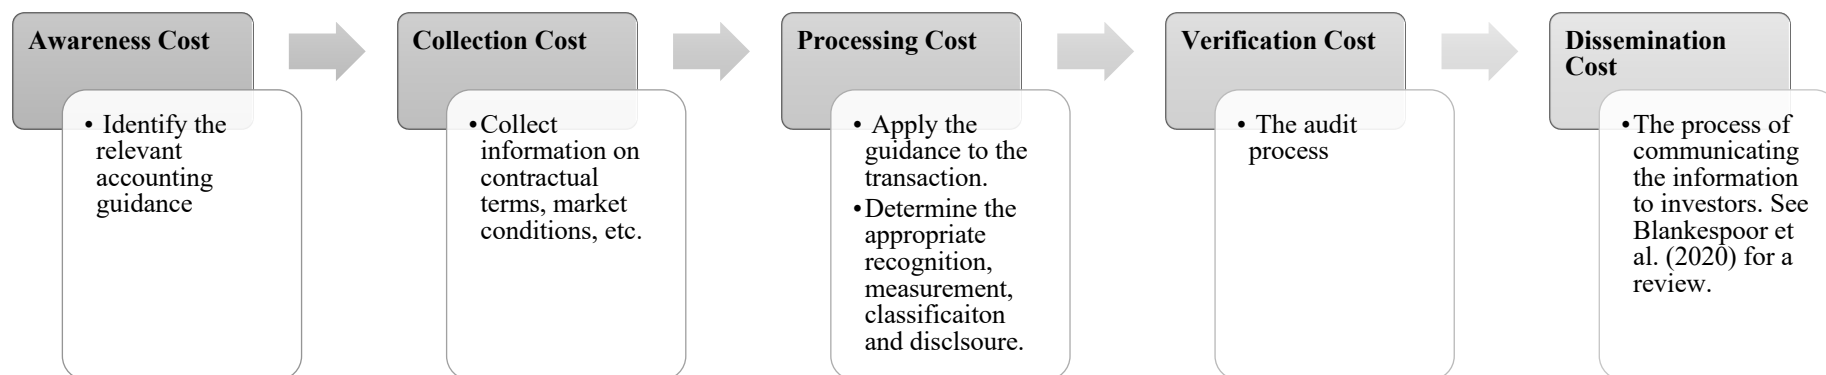 Awareness Cost
• Identify the
relevant
accounting
guidance
Collection Cost
•Collect
information on
contractual
terms, market
conditions, etc.
Processing Cost
• Apply the
guidance to the
transaction.
•Determine the
appropriate
recognition,
measurement,
classificaiton
and disclsoure.
Verification Cost
• The audit
process
Dissemination
Cost
•The process of
communicating
the information
to investors. See
Blankespoor et
al. (2020) for a
review.